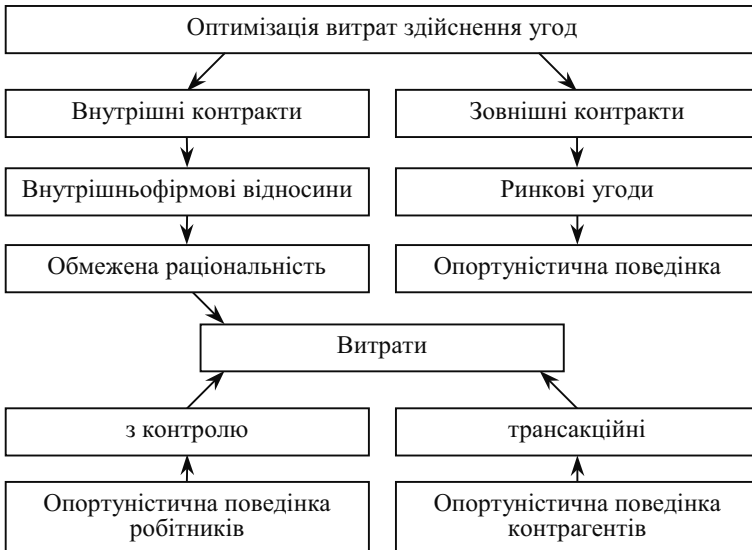 Оптимізація витрат здійснення угод
Внутрішні контракти
Зовнішні контракти
Внутрішньофірмові відносини
Ринкові угоди
Обмежена раціональність
Опортуністична поведінка
Витрати
з контролю
трансакційні
Опортуністична поведінка
робітників
Опортуністична поведінка
контрагентів